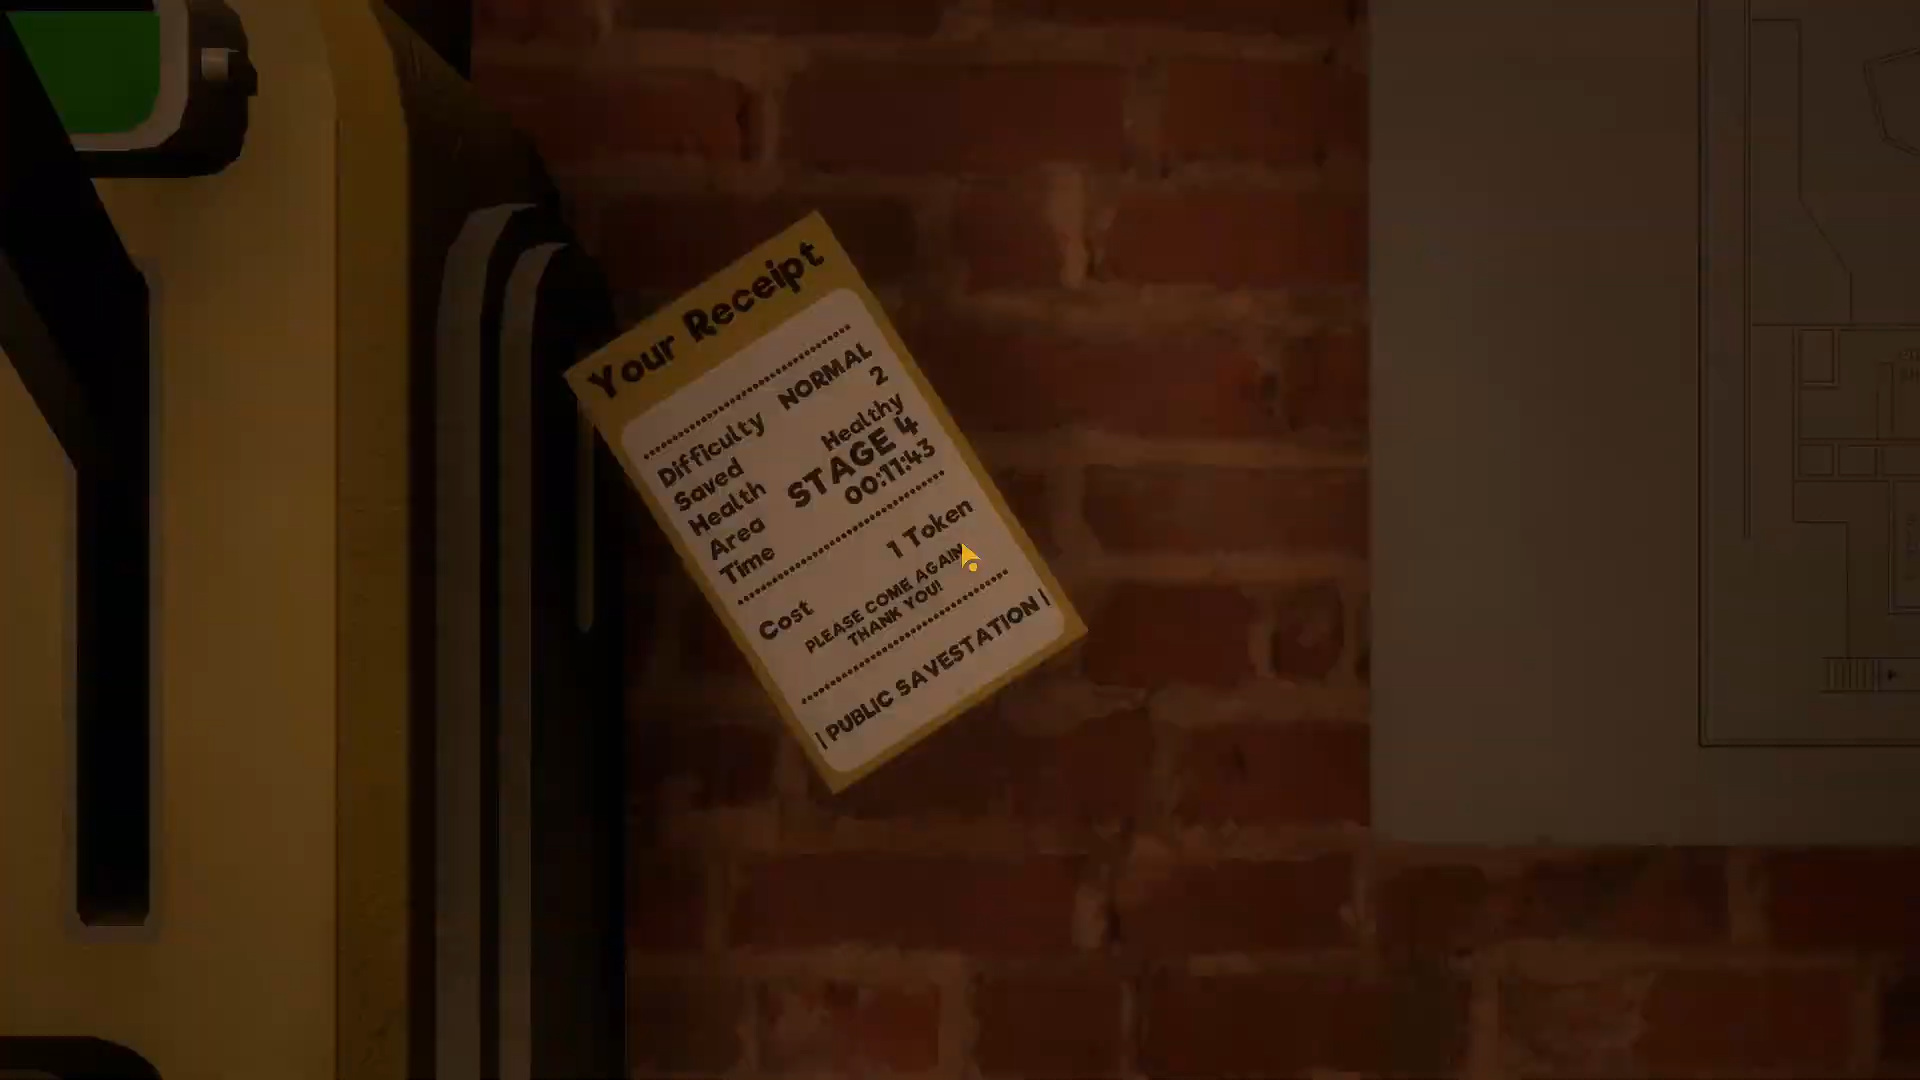 Your Receipt
Difficulty NORMAL
Saved 2
Health Healthy
Area STAGE 4
Time 00:11:43
Cost 1 Token
PLEASE COME AGAIN
THANK YOU!
| PUBLIC SAVESTATION |